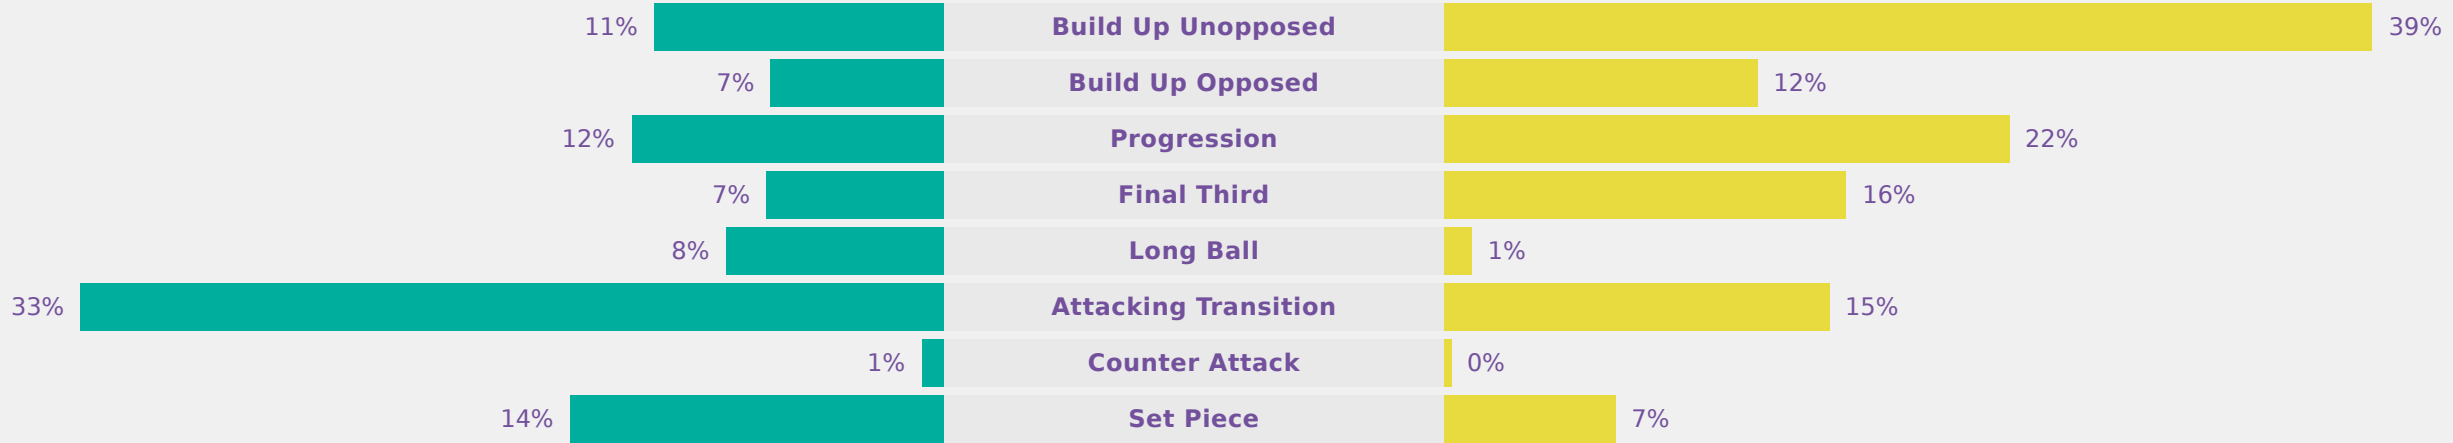 11% Build Up Unopposed 39%
7% Build Up Opposed 12%
12% Progression 22%
7% Final Third 16%
8% Long Ball 1%
33% Attacking Transition 15%
1% Counter Attack 0%
14% Set Piece 7%